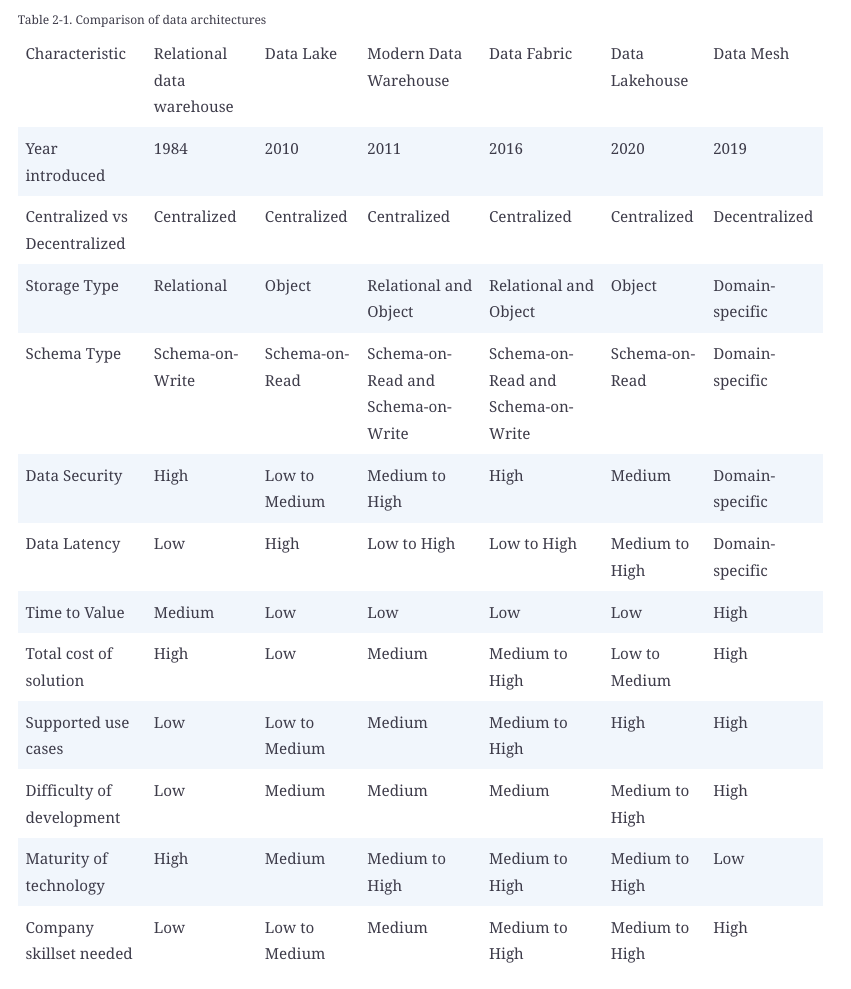 Table 2-1. Comparison of data architectures
Characteristic Relational data warehouse Data Lake Modern Data Warehouse Data Fabric Data Lakehouse Data Mesh
Year introduced 1984 2010 2011 2016 2020 2019
Centralized vs Decentralized Centralized Centralized Centralized Centralized Centralized Decentralized
Storage Type Relational Object Relational and Object Relational and Object Object Domain-specific
Schema Type Schema-on-Write Schema-on-Read Schema-on-Read and Schema-on-Write Schema-on-Read and Schema-on-Write Schema-on-Read Domain-specific
Data Security High Low to Medium Medium to High High Medium Domain-specific
Data Latency Low High Low to High Low to High Medium to High Domain-specific
Time to Value Medium Low Low Low Low High
Total cost of solution High Low Medium Medium to High Low to Medium High
Supported use cases Low Low to Medium Medium Medium to High High High
Difficulty of development Low Medium Medium Medium Medium to High High
Maturity of technology High Medium Medium to High Medium to High Medium to High Low
Company skillset needed Low Low to Medium Medium Medium to High Medium to High High